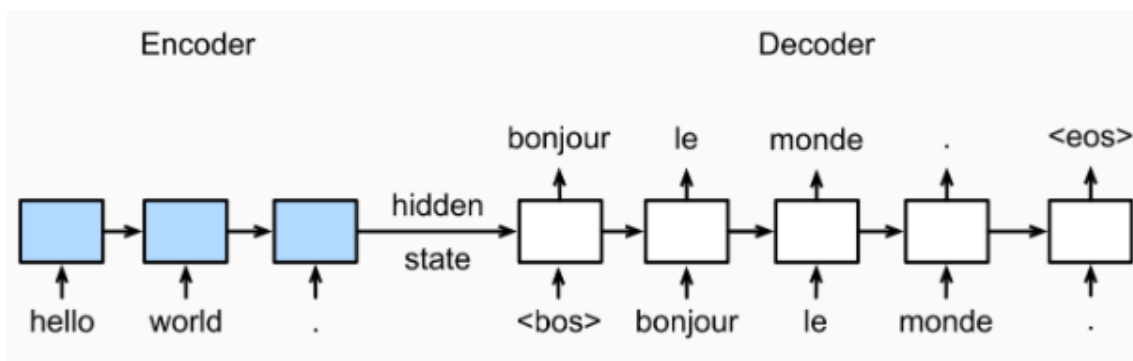 Encoder Decoder
bonjour le monde . <eos>
hidden
state
hello world . <bos> bonjour le monde .